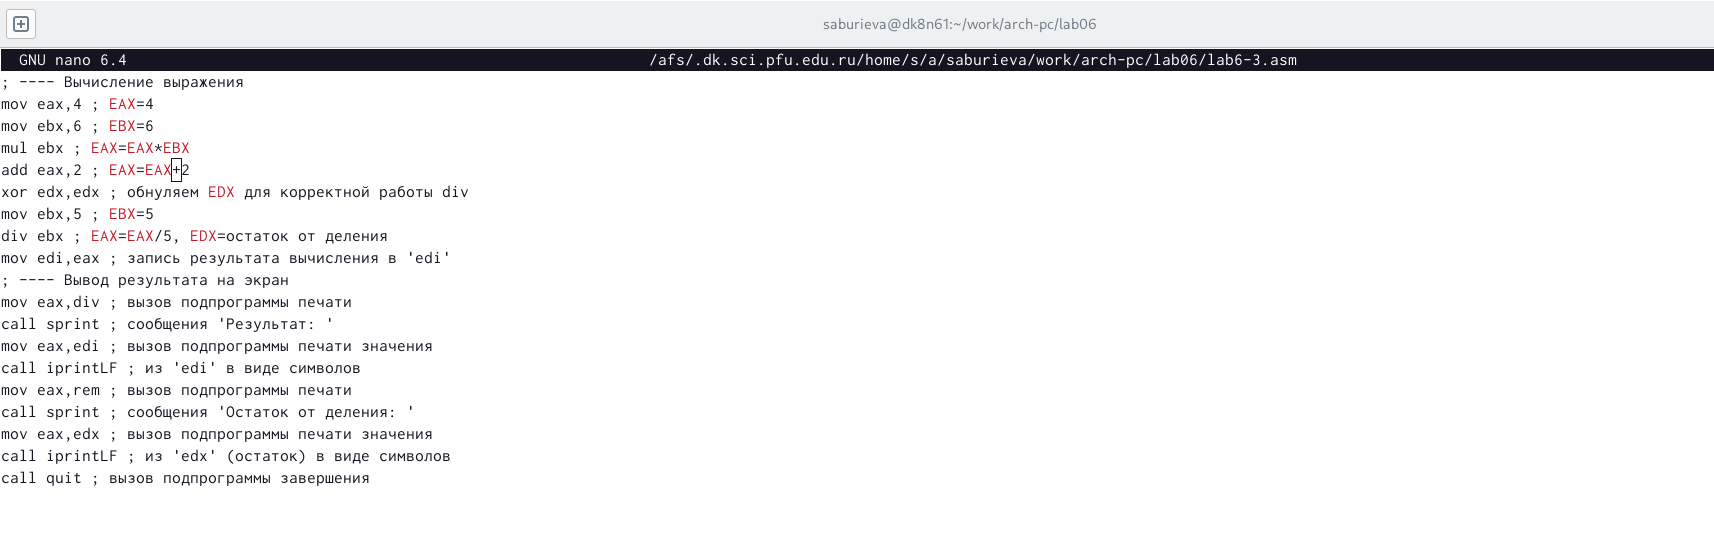 saburieva@dk8n61:~/work/arch-pc/lab06
GNU nano 6.4 /afs/.dk.sci.pfu.edu.ru/home/s/a/saburieva/work/arch-pc/lab06/lab6-3.asm
; ---- Вычисление выражения
mov eax,4 ; EAX=4
mov ebx,6 ; EBX=6
mul ebx ; EAX=EAX*EBX
add eax,2 ; EAX=EAX+2
xor edx,edx ; обнуляем EDX для корректной работы div
mov ebx,5 ; EBX=5
div ebx ; EAX=EAX/5, EDX=остаток от деления
mov edi,eax ; запись результата вычисления в 'edi'
; ---- Вывод результата на экран
mov eax,div ; вызов подпрограммы печати
call sprint ; сообщения 'Результат: '
mov eax,edi ; вызов подпрограммы печати значения
call iprintLF ; из 'edi' в виде символов
mov eax,rem ; вызов подпрограммы печати
call sprint ; сообщения 'Остаток от деления: '
mov eax,edx ; вызов подпрограммы печати значения
call iprintLF ; из 'edx' (остаток) в виде символов
call quit ; вызов подпрограммы завершения